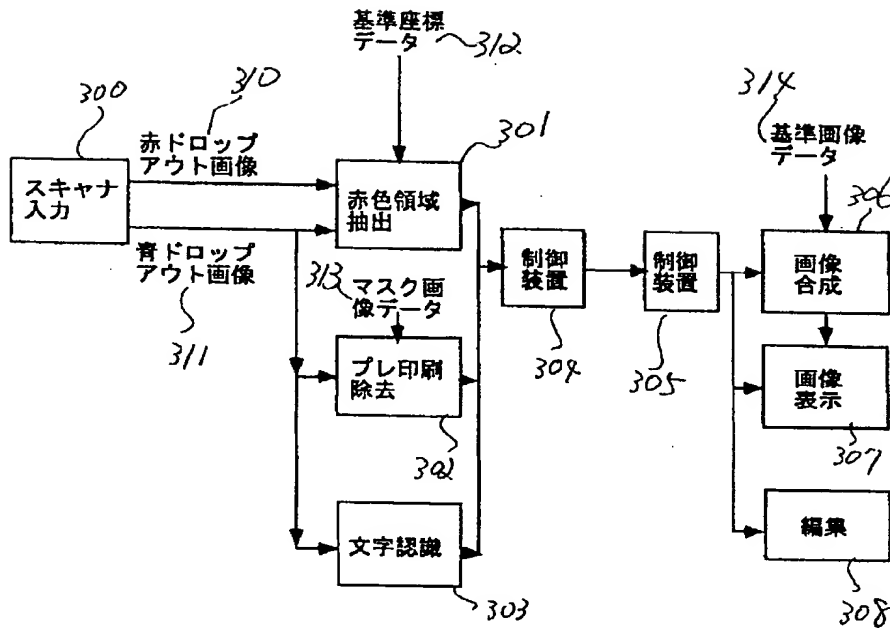 基準座標
データ
312
300
310
赤ドロップ
アウト画像
301
314
基準画像
データ
306
スキャナ
入力
赤色領域
抽出
青ドロップ
アウト画像
311
313
マスク画
像データ
制御
装置
304
制御
装置
305
画像
合成
プレ印刷
除去
302
画像
表示
307
文字認識
303
編集
308